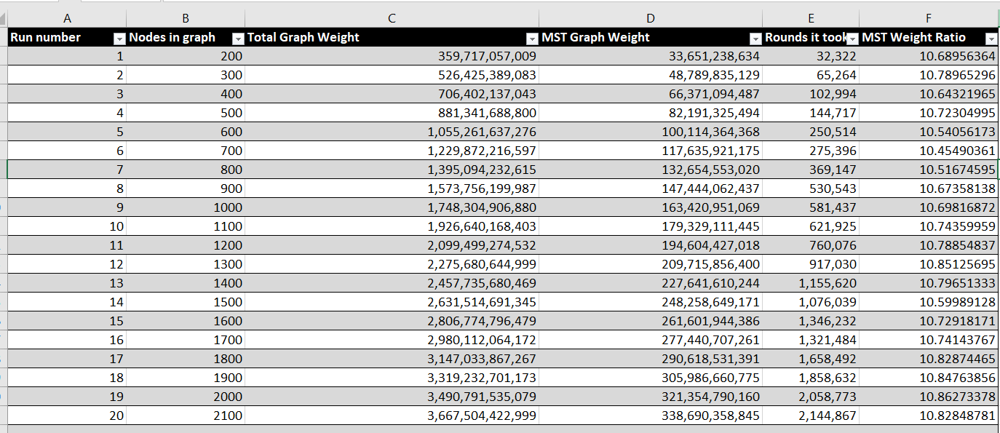 A B C D E F
Run number Nodes in graph Total Graph Weight MST Graph Weight Rounds it took MST Weight Ratio
1 200 359,717,057,009 33,651,238,634 32,322 10.68956364
2 300 526,425,389,083 48,789,835,129 65,264 10.78965296
3 400 706,402,137,043 66,371,094,487 102,994 10.64321965
4 500 881,341,688,800 82,191,325,494 144,717 10.72304995
5 600 1,055,261,637,276 100,114,364,368 250,514 10.54056173
6 700 1,229,872,216,597 117,635,921,175 275,396 10.45490361
7 800 1,395,094,232,615 132,654,553,020 369,147 10.51674595
8 900 1,573,756,199,987 147,444,062,437 530,543 10.67358138
9 1000 1,748,304,906,880 163,420,951,069 581,437 10.69816872
10 1100 1,926,640,168,403 179,329,111,445 621,925 10.74359959
11 1200 2,099,499,274,532 194,604,427,018 760,076 10.78854837
12 1300 2,275,680,644,999 209,715,856,400 917,030 10.85125695
13 1400 2,457,735,680,469 227,641,610,244 1,155,620 10.79651333
14 1500 2,631,514,691,345 248,258,649,171 1,076,039 10.59989128
15 1600 2,806,774,796,479 261,601,944,386 1,346,232 10.72918171
16 1700 2,980,112,064,172 277,440,707,261 1,321,484 10.74143767
17 1800 3,147,033,867,267 290,618,531,391 1,658,492 10.82874465
18 1900 3,319,232,701,173 305,986,660,775 1,858,632 10.84763856
19 2000 3,490,791,535,079 321,354,790,160 2,058,773 10.86273378
20 2100 3,667,504,422,999 338,690,358,845 2,144,867 10.82848781